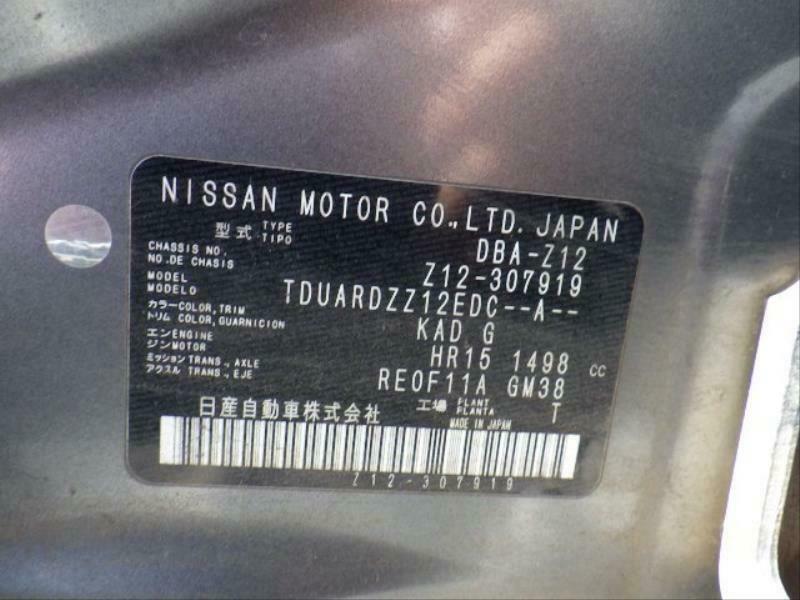 NISSAN MOTOR CO.,LTD. JAPAN
型式 TYPE TIPO DBA-Z12
CHASSIS NO. NO.DE CHASIS Z12-307919
MODEL MODELO TDUARDZZ12EDC--A--
カラー COLOR, TRIM トリム COLOR, GUARNICION KAD G
エンジン ENGINE MOTOR HR15 1498 cc
ミッション TRANS., AXLE アクスル TRANS., EJE RE0F11A GM38
日産自動車株式会社 工場 PLANT PLANTA T
MADE IN JAPAN
Z12-307919